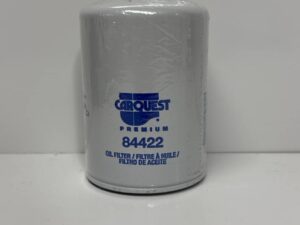 CARQUEST
PREMIUM
84422
OIL FILTER / FILTRE À HUILE /
FILTRO DE ACEITE